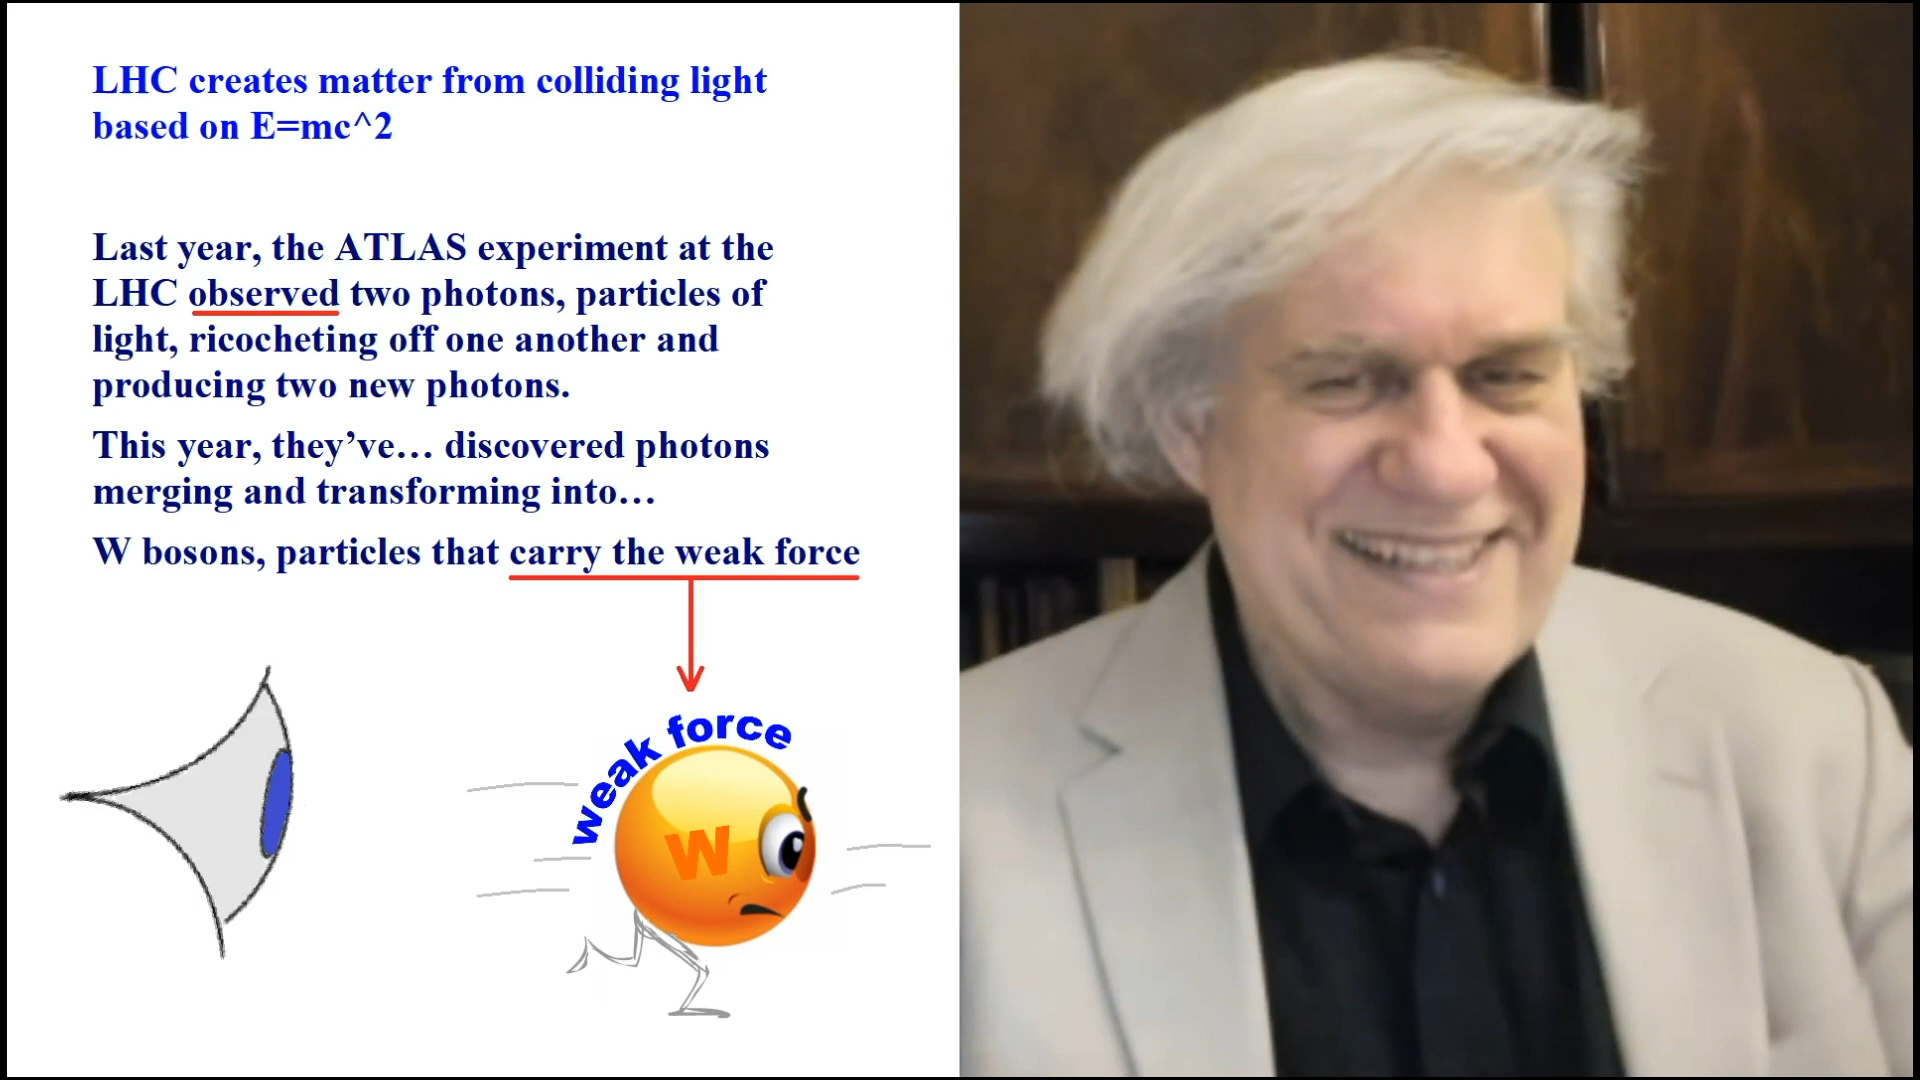 LHC creates matter from colliding light
based on E=mc^2
Last year, the ATLAS experiment at the
LHC observed two photons, particles of
light, ricocheting off one another and
producing two new photons.
This year, they’ve… discovered photons
merging and transforming into…
W bosons, particles that carry the weak force
weak force
W